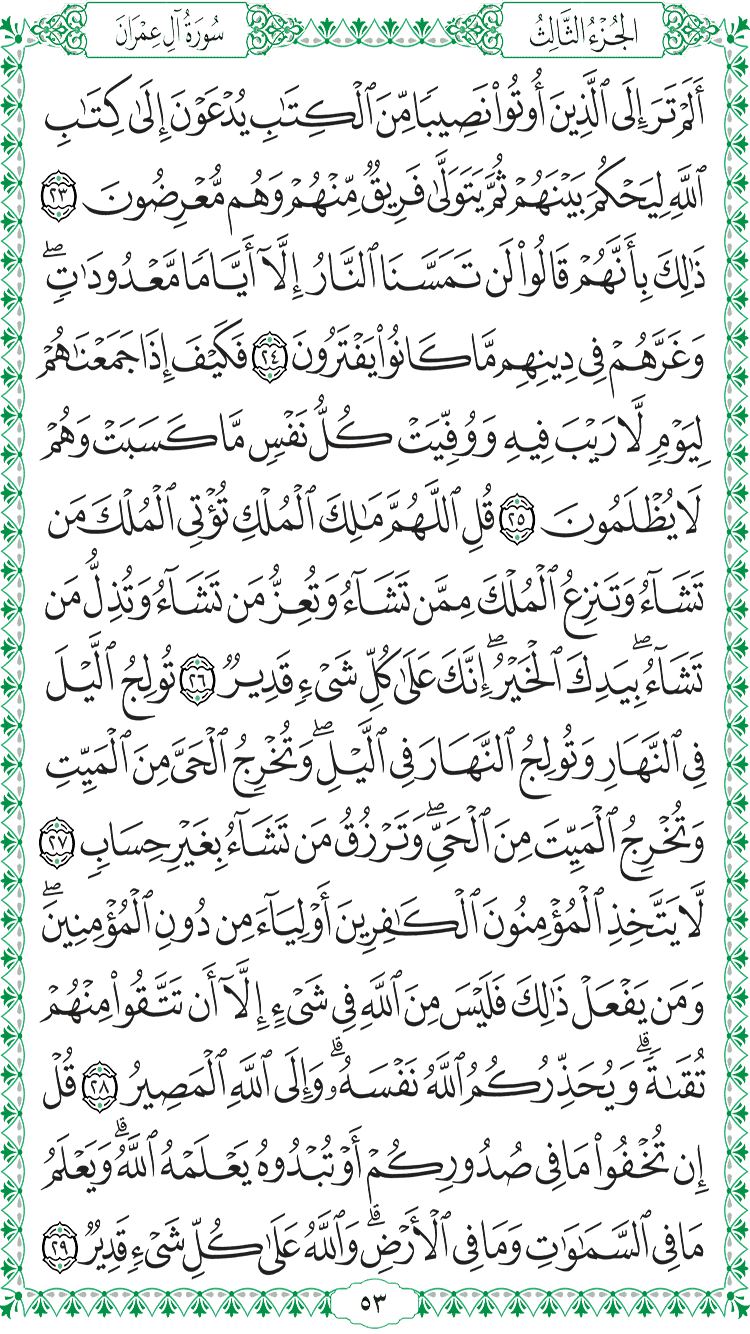 الجُزْءُ الثَّالِثُ
سُورَةُ آلِ عِمْرَانَ
أَلَمْ تَرَ إِلَى ٱلَّذِينَ أُوتُوا۟ نَصِيبًا مِّنَ ٱلْكِتَٰبِ يُدْعَوْنَ إِلَىٰ كِتَٰبِ
ٱللَّهِ لِيَحْكُمَ بَيْنَهُمْ ثُمَّ يَتَوَلَّىٰ فَرِيقٌ مِّنْهُمْ وَهُم مُّعْرِضُونَ ٢٣
ذَٰلِكَ بِأَنَّهُمْ قَالُوا۟ لَن تَمَسَّنَا ٱلنَّارُ إِلَّآ أَيَّامًا مَّعْدُودَٰتٍ ۖ
وَغَرَّهُمْ فِى دِينِهِم مَّا كَانُوا۟ يَفْتَرُونَ ٢٤ فَكَيْفَ إِذَا جَمَعْنَٰهُمْ
لِيَوْمٍ لَّا رَيْبَ فِيهِ وَوُفِّيَتْ كُلُّ نَفْسٍ مَّا كَسَبَتْ وَهُمْ
لَا يُظْلَمُونَ ٢٥ قُلِ ٱللَّهُمَّ مَٰلِكَ ٱلْمُلْكِ تُؤْتِى ٱلْمُلْكَ مَن
تَشَآءُ وَتَنزِعُ ٱلْمُلْكَ مِمَّن تَشَآءُ وَتُعِزُّ مَن تَشَآءُ وَتُذِلُّ مَن
تَشَآءُ ۖ بِيَدِكَ ٱلْخَيْرُ ۖ إِنَّكَ عَلَىٰ كُلِّ شَىْءٍ قَدِيرٌ ٢٦ تُولِجُ ٱلَّيْلَ
فِى ٱلنَّهَارِ وَتُولِجُ ٱلنَّهَارَ فِى ٱلَّيْلِ ۖ وَتُخْرِجُ ٱلْحَىَّ مِنَ ٱلْمَيِّتِ
وَتُخْرِجُ ٱلْمَيِّتَ مِنَ ٱلْحَىِّ ۖ وَتَرْزُقُ مَن تَشَآءُ بِغَيْرِ حِسَابٍ ٢٧
لَّا يَتَّخِذِ ٱلْمُؤْمِنُونَ ٱلْكَٰفِرِينَ أَوْلِيَآءَ مِن دُونِ ٱلْمُؤْمِنِينَ ۖ
وَمَن يَفْعَلْ ذَٰلِكَ فَلَيْسَ مِنَ ٱللَّهِ فِى شَىْءٍ إِلَّآ أَن تَتَّقُوا۟ مِنْهُمْ
تُقَىٰةً ۗ وَيُحَذِّرُكُمُ ٱللَّهُ نَفْسَهُۥ ۗ وَإِلَى ٱللَّهِ ٱلْمَصِيرُ ٢٨ قُلْ
إِن تُخْفُوا۟ مَا فِى صُدُورِكُمْ أَوْ تُبْدُوهُ يَعْلَمْهُ ٱللَّهُ ۗ وَيَعْلَمُ
مَا فِى ٱلسَّمَٰوَٰتِ وَمَا فِى ٱلْأَرْضِ ۗ وَٱللَّهُ عَلَىٰ كُلِّ شَىْءٍ قَدِيرٌ ٢٩
٥٣